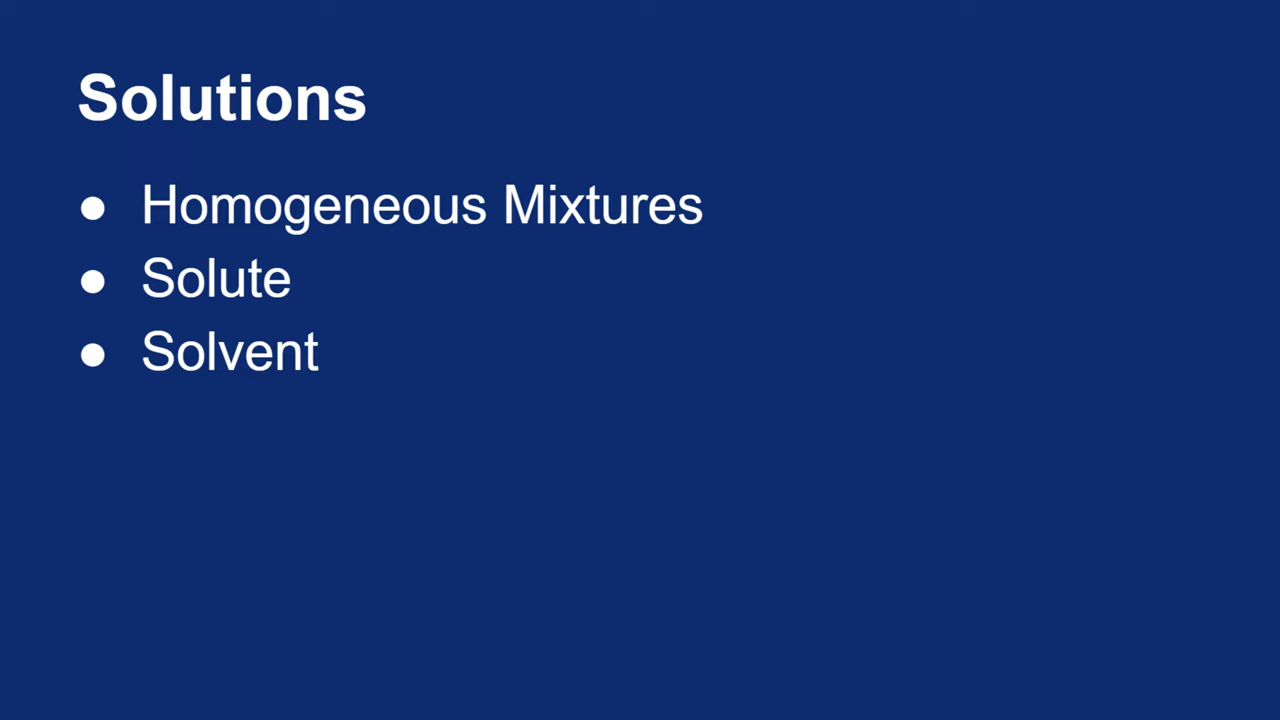 Solutions
● Homogeneous Mixtures
● Solute
● Solvent